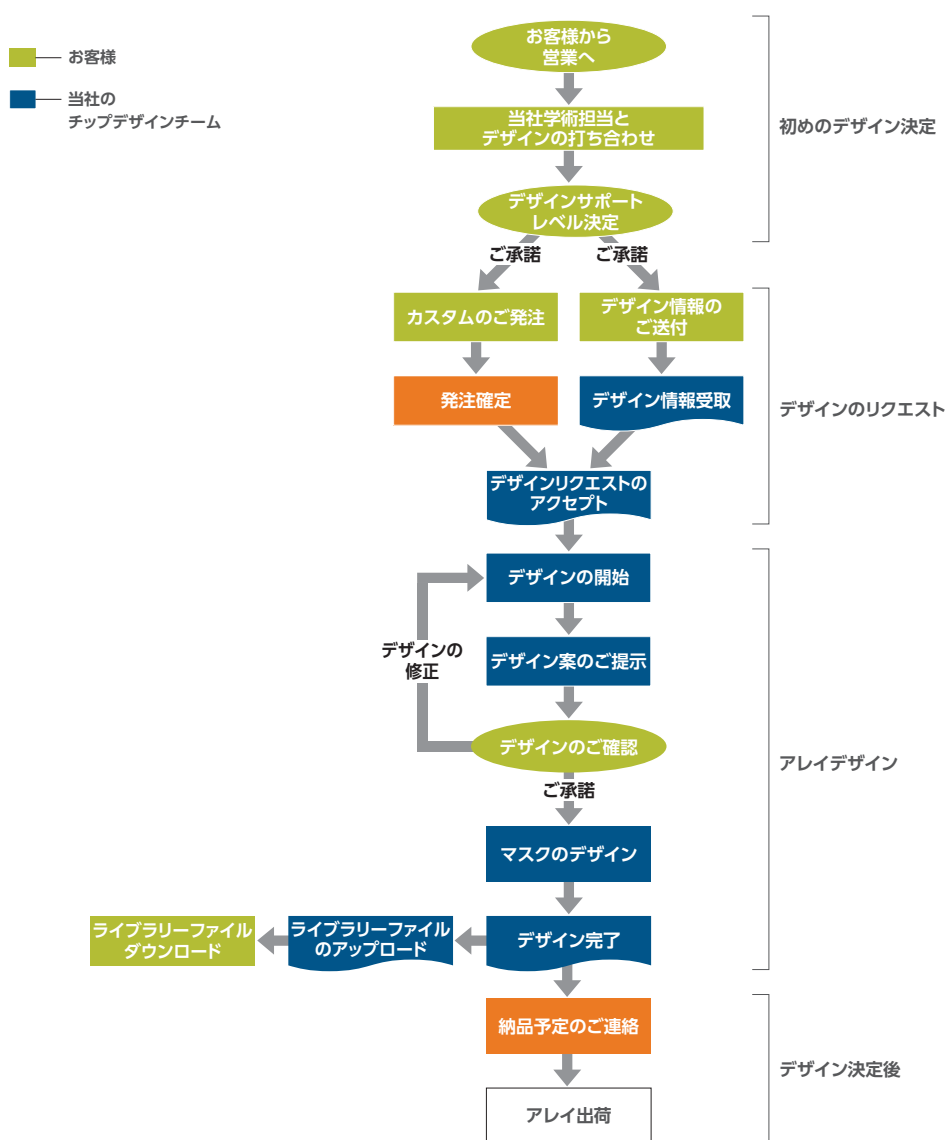 お客様
当社の
チップデザインチーム
お客様から
営業へ
当社学術担当と
デザインの打ち合わせ
デザインサポート
レベル決定
初めのデザイン決定
ご承諾
ご承諾
カスタムのご発注
デザイン情報の
ご送付
発注確定
デザイン情報受取
デザインリクエストの
アクセプト
デザインのリクエスト
デザインの開始
デザイン案のご提示
デザインの
修正
デザインのご確認
ご承諾
マスクのデザイン
デザイン完了
ライブラリーファイル
のアップロード
ライブラリーファイル
ダウンロード
アレイデザイン
納品予定のご連絡
アレイ出荷
デザイン決定後